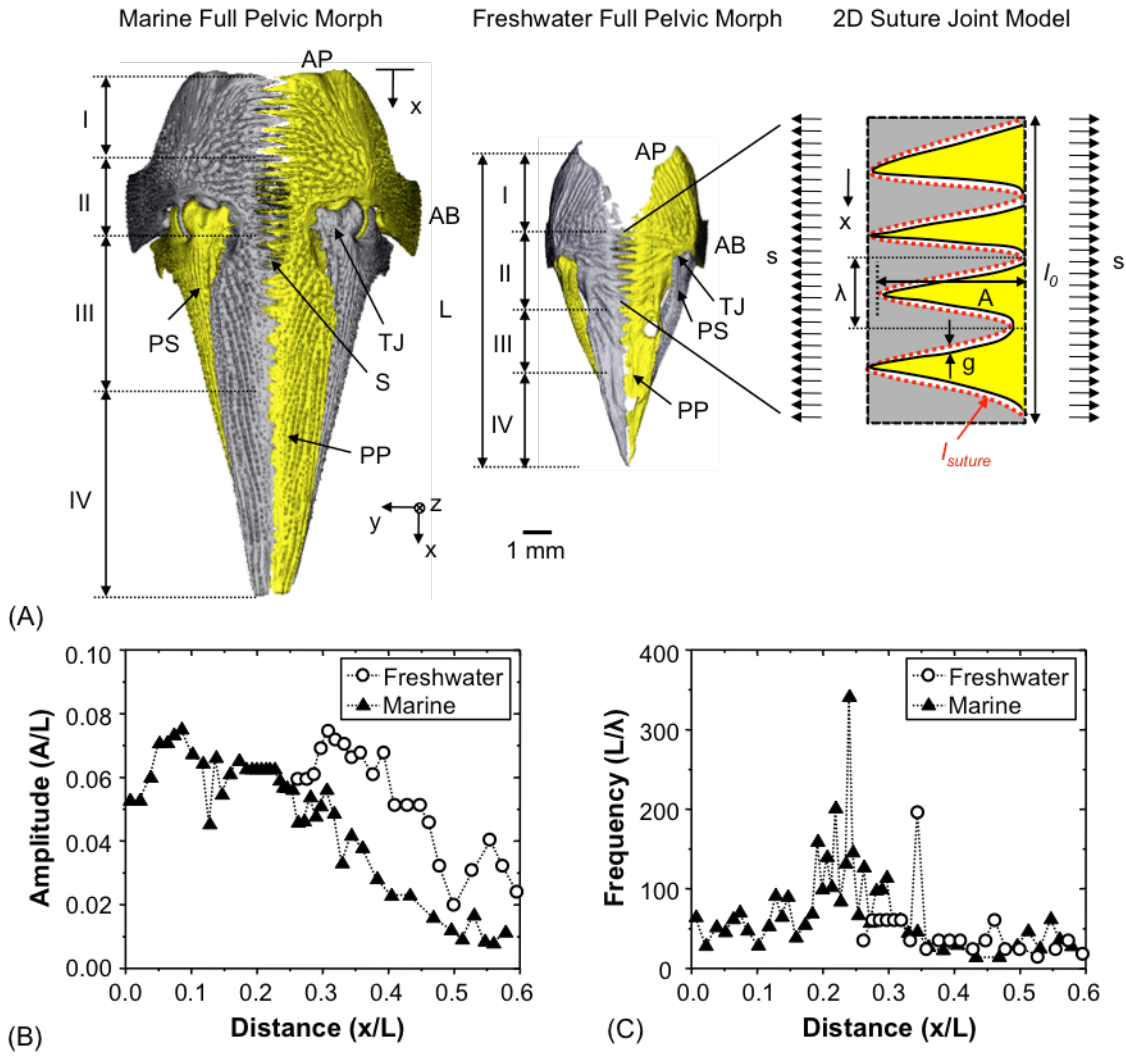 Marine Full Pelvic Morph
Freshwater Full Pelvic Morph
2D Suture Joint Model
(A)
AP
x
I
II
III
IV
AB
L
PS
TJ
S
PP
y
z
x
I
II
III
IV
AP
AB
TJ
PS
PP
1 mm
s
x
λ
A
g
l0
s
lsuture
(B)
Amplitude (A/L)
0.10
0.08
0.06
0.04
0.02
0.00
0.0 0.1 0.2 0.3 0.4 0.5 0.6
Distance (x/L)
Freshwater
Marine
(C)
Frequency (L/λ)
400
300
200
100
0
0.0 0.1 0.2 0.3 0.4 0.5 0.6
Distance (x/L)
Freshwater
Marine